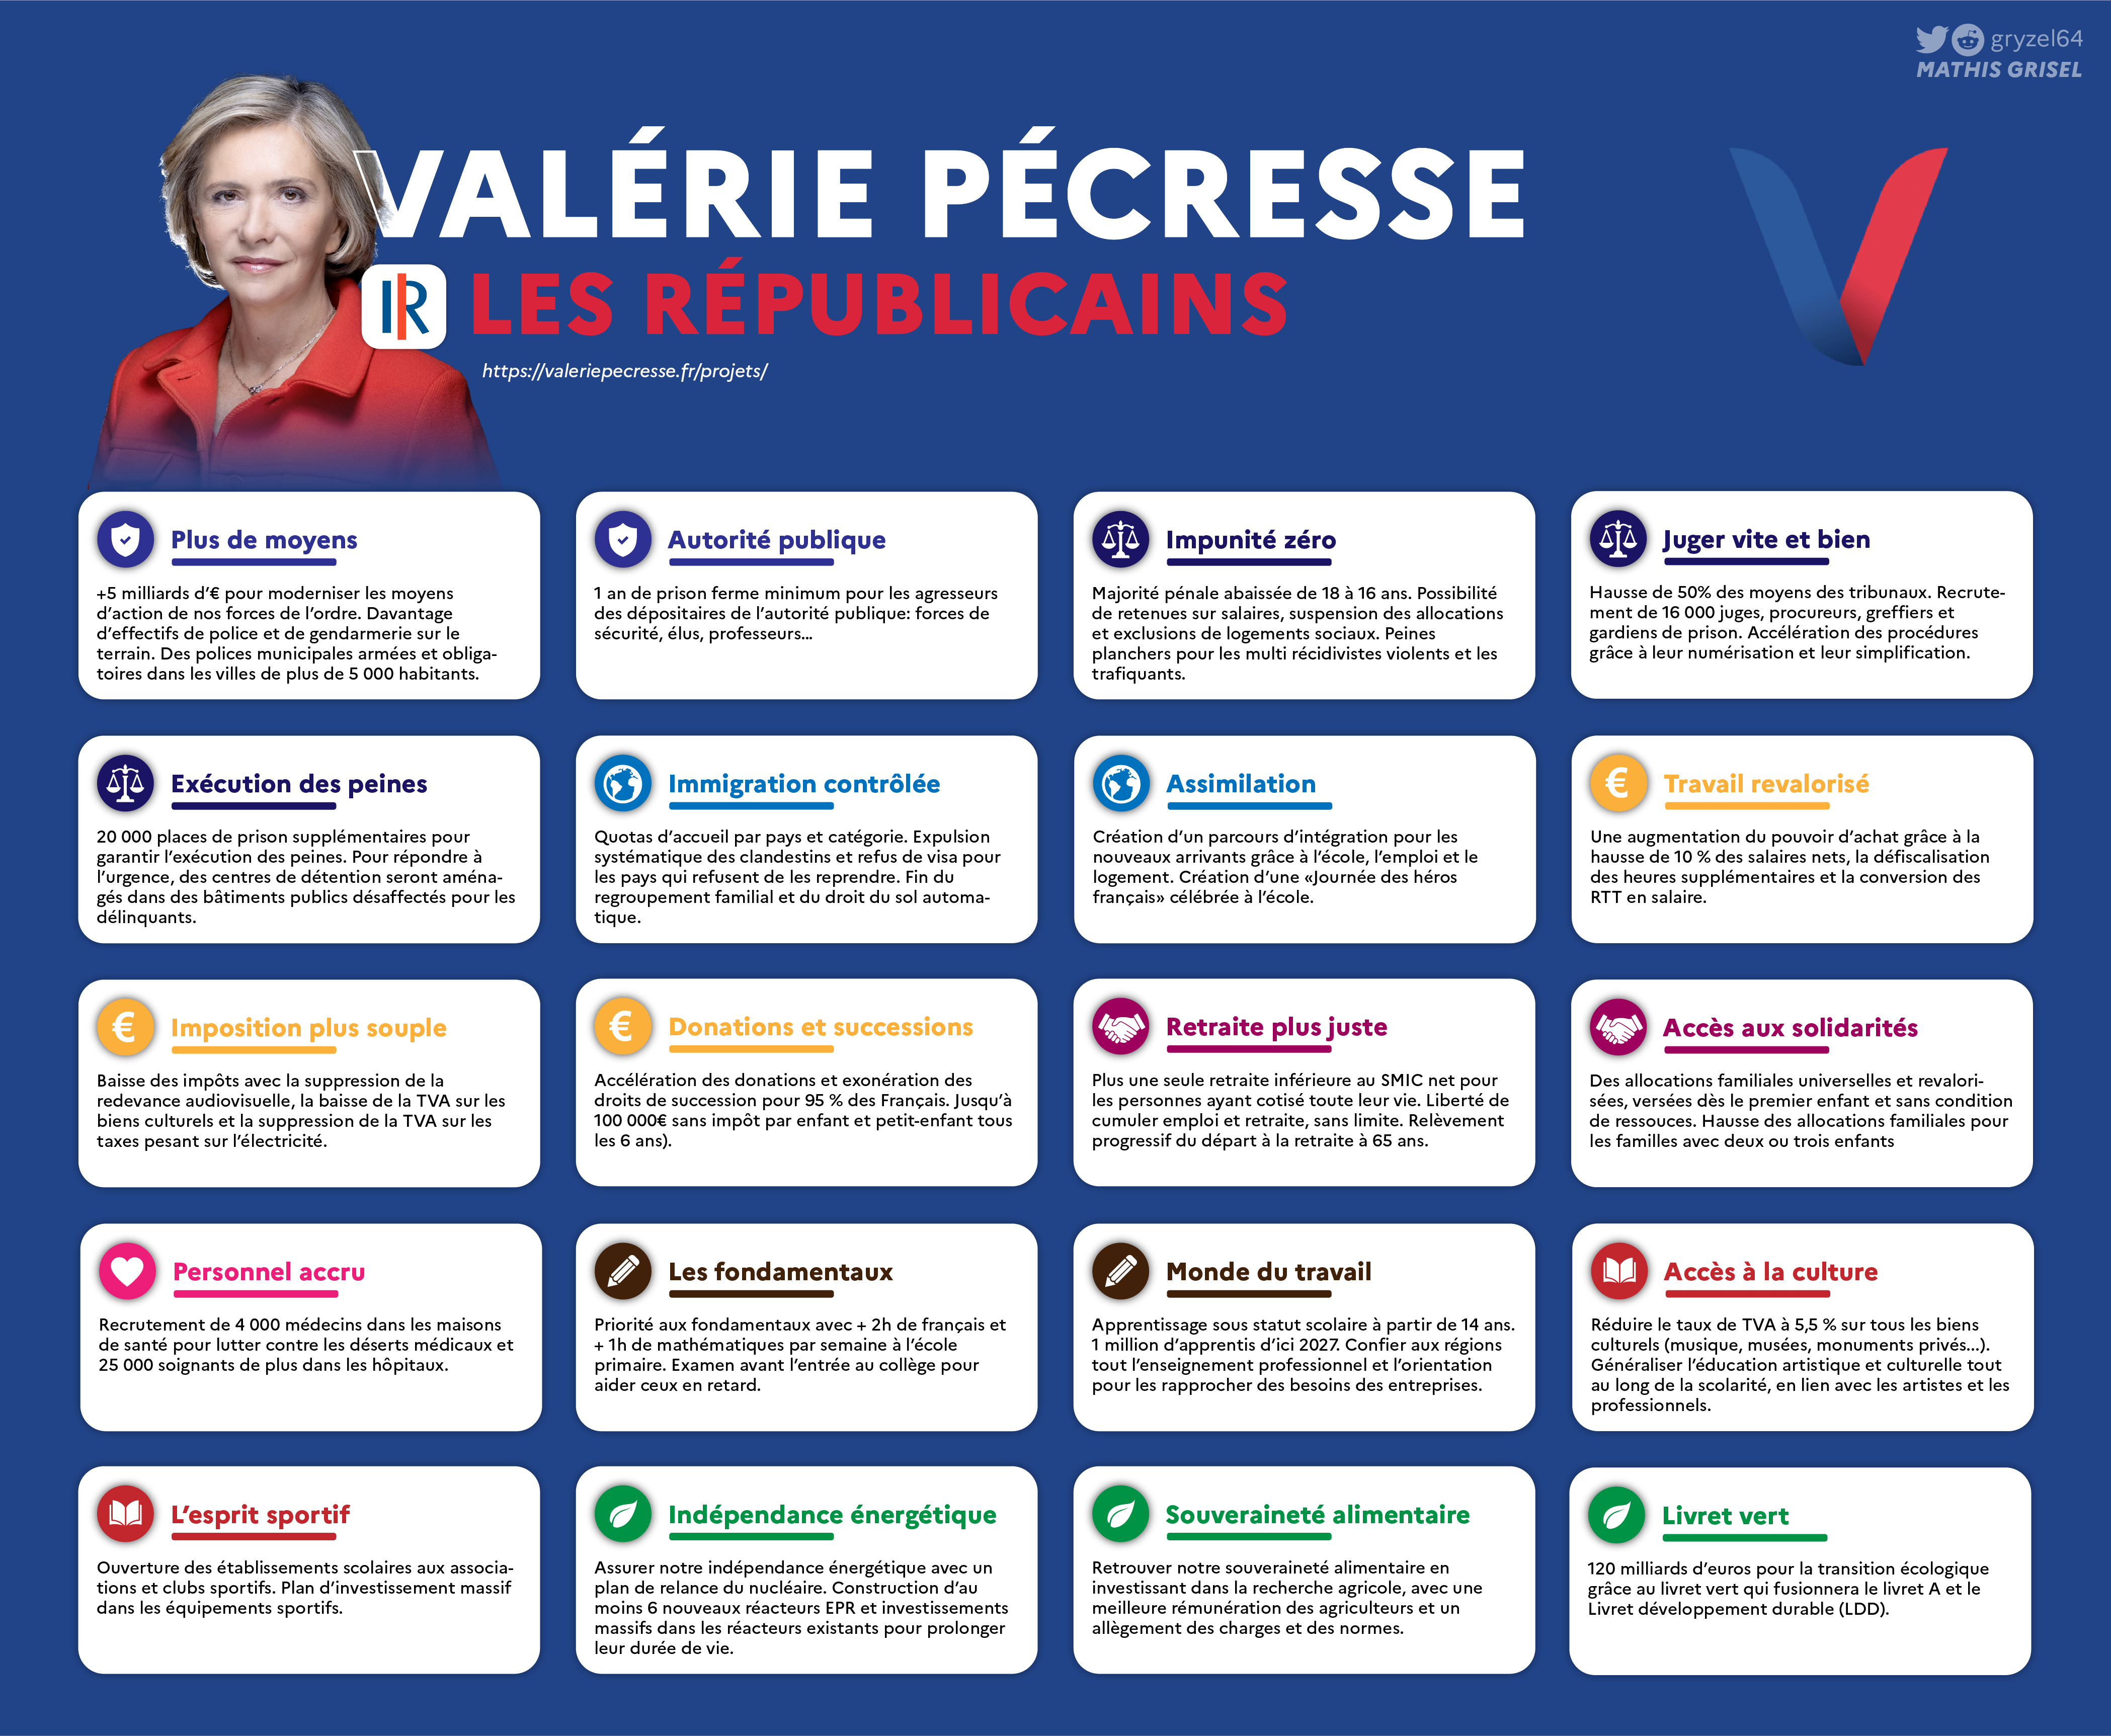 gryzel64
MATHIS GRISEL
VALÉRIE PÉCRESSE
lR LES RÉPUBLICAINS
https://valeriepecresse.fr/projets/
Plus de moyens
+5 milliards d'€ pour moderniser les moyens
d'action de nos forces de l'ordre. Davantage
d'effectifs de police et de gendarmerie sur le
terrain. Des polices municipales armées et obliga-
toires dans les villes de plus de 5 000 habitants.
Autorité publique
1 an de prison ferme minimum pour les agresseurs
des dépositaires de l'autorité publique: forces de
sécurité, élus, professeurs...
Impunité zéro
Majorité pénale abaissée de 18 à 16 ans. Possibilité
de retenues sur salaires, suspension des allocations
et exclusions de logements sociaux. Peines
planchers pour les multi récidivistes violents et les
trafiquants.
Juger vite et bien
Hausse de 50% des moyens des tribunaux. Recrute-
ment de 16 000 juges, procureurs, greffiers et
gardiens de prison. Accélération des procédures
grâce à leur numérisation et leur simplification.
Exécution des peines
20 000 places de prison supplémentaires pour
garantir l'exécution des peines. Pour répondre à
l'urgence, des centres de détention seront aména-
gés dans des bâtiments publics désaffectés pour les
délinquants.
Immigration contrôlée
Quotas d'accueil par pays et catégorie. Expulsion
systématique des clandestins et refus de visa pour
les pays qui refusent de les reprendre. Fin du
regroupement familial et du droit du sol automa-
tique.
Assimilation
Création d'un parcours d'intégration pour les
nouveaux arrivants grâce à l'école, l'emploi et le
logement. Création d'une «Journée des héros
français» célébrée à l'école.
€ Travail revalorisé
Une augmentation du pouvoir d'achat grâce à la
hausse de 10 % des salaires nets, la défiscalisation
des heures supplémentaires et la conversion des
RTT en salaire.
€ Imposition plus souple
Baisse des impôts avec la suppression de la
redevance audiovisuelle, la baisse de la TVA sur les
biens culturels et la suppression de la TVA sur les
taxes pesant sur l'électricité.
€ Donations et successions
Accélération des donations et exonération des
droits de succession pour 95 % des Français. Jusqu'à
100 000€ sans impôt par enfant et petit-enfant tous
les 6 ans).
Retraite plus juste
Plus une seule retraite inférieure au SMIC net pour
les personnes ayant cotisé toute leur vie. Liberté de
cumuler emploi et retraite, sans limite. Relèvement
progressif du départ à la retraite à 65 ans.
Accès aux solidarités
Des allocations familiales universelles et revalori-
sées, versées dès le premier enfant et sans condition
de ressouces. Hausse des allocations familiales pour
les familles avec deux ou trois enfants
Personnel accru
Recrutement de 4 000 médecins dans les maisons
de santé pour lutter contre les déserts médicaux et
25 000 soignants de plus dans les hôpitaux.
Les fondamentaux
Priorité aux fondamentaux avec + 2h de français et
+ 1h de mathématiques par semaine à l'école
primaire. Examen avant l'entrée au collège pour
aider ceux en retard.
Monde du travail
Apprentissage sous statut scolaire à partir de 14 ans.
1 million d'apprentis d'ici 2027. Confier aux régions
tout l'enseignement professionnel et l'orientation
pour les rapprocher des besoins des entreprises.
Accès à la culture
Réduire le taux de TVA à 5,5 % sur tous les biens
culturels (musique, musées, monuments privés...).
Généraliser l'éducation artistique et culturelle tout
au long de la scolarité, en lien avec les artistes et les
professionnels.
L'esprit sportif
Ouverture des établissements scolaires aux associa-
tions et clubs sportifs. Plan d'investissement massif
dans les équipements sportifs.
Indépendance énergétique
Assurer notre indépendance énergétique avec un
plan de relance du nucléaire. Construction d'au
moins 6 nouveaux réacteurs EPR et investissements
massifs dans les réacteurs existants pour prolonger
leur durée de vie.
Souveraineté alimentaire
Retrouver notre souveraineté alimentaire en
investissant dans la recherche agricole, avec une
meilleure rémunération des agriculteurs et un
allègement des charges et des normes.
Livret vert
120 milliards d'euros pour la transition écologique
grâce au livret vert qui fusionnera le livret A et le
Livret développement durable (LDD).